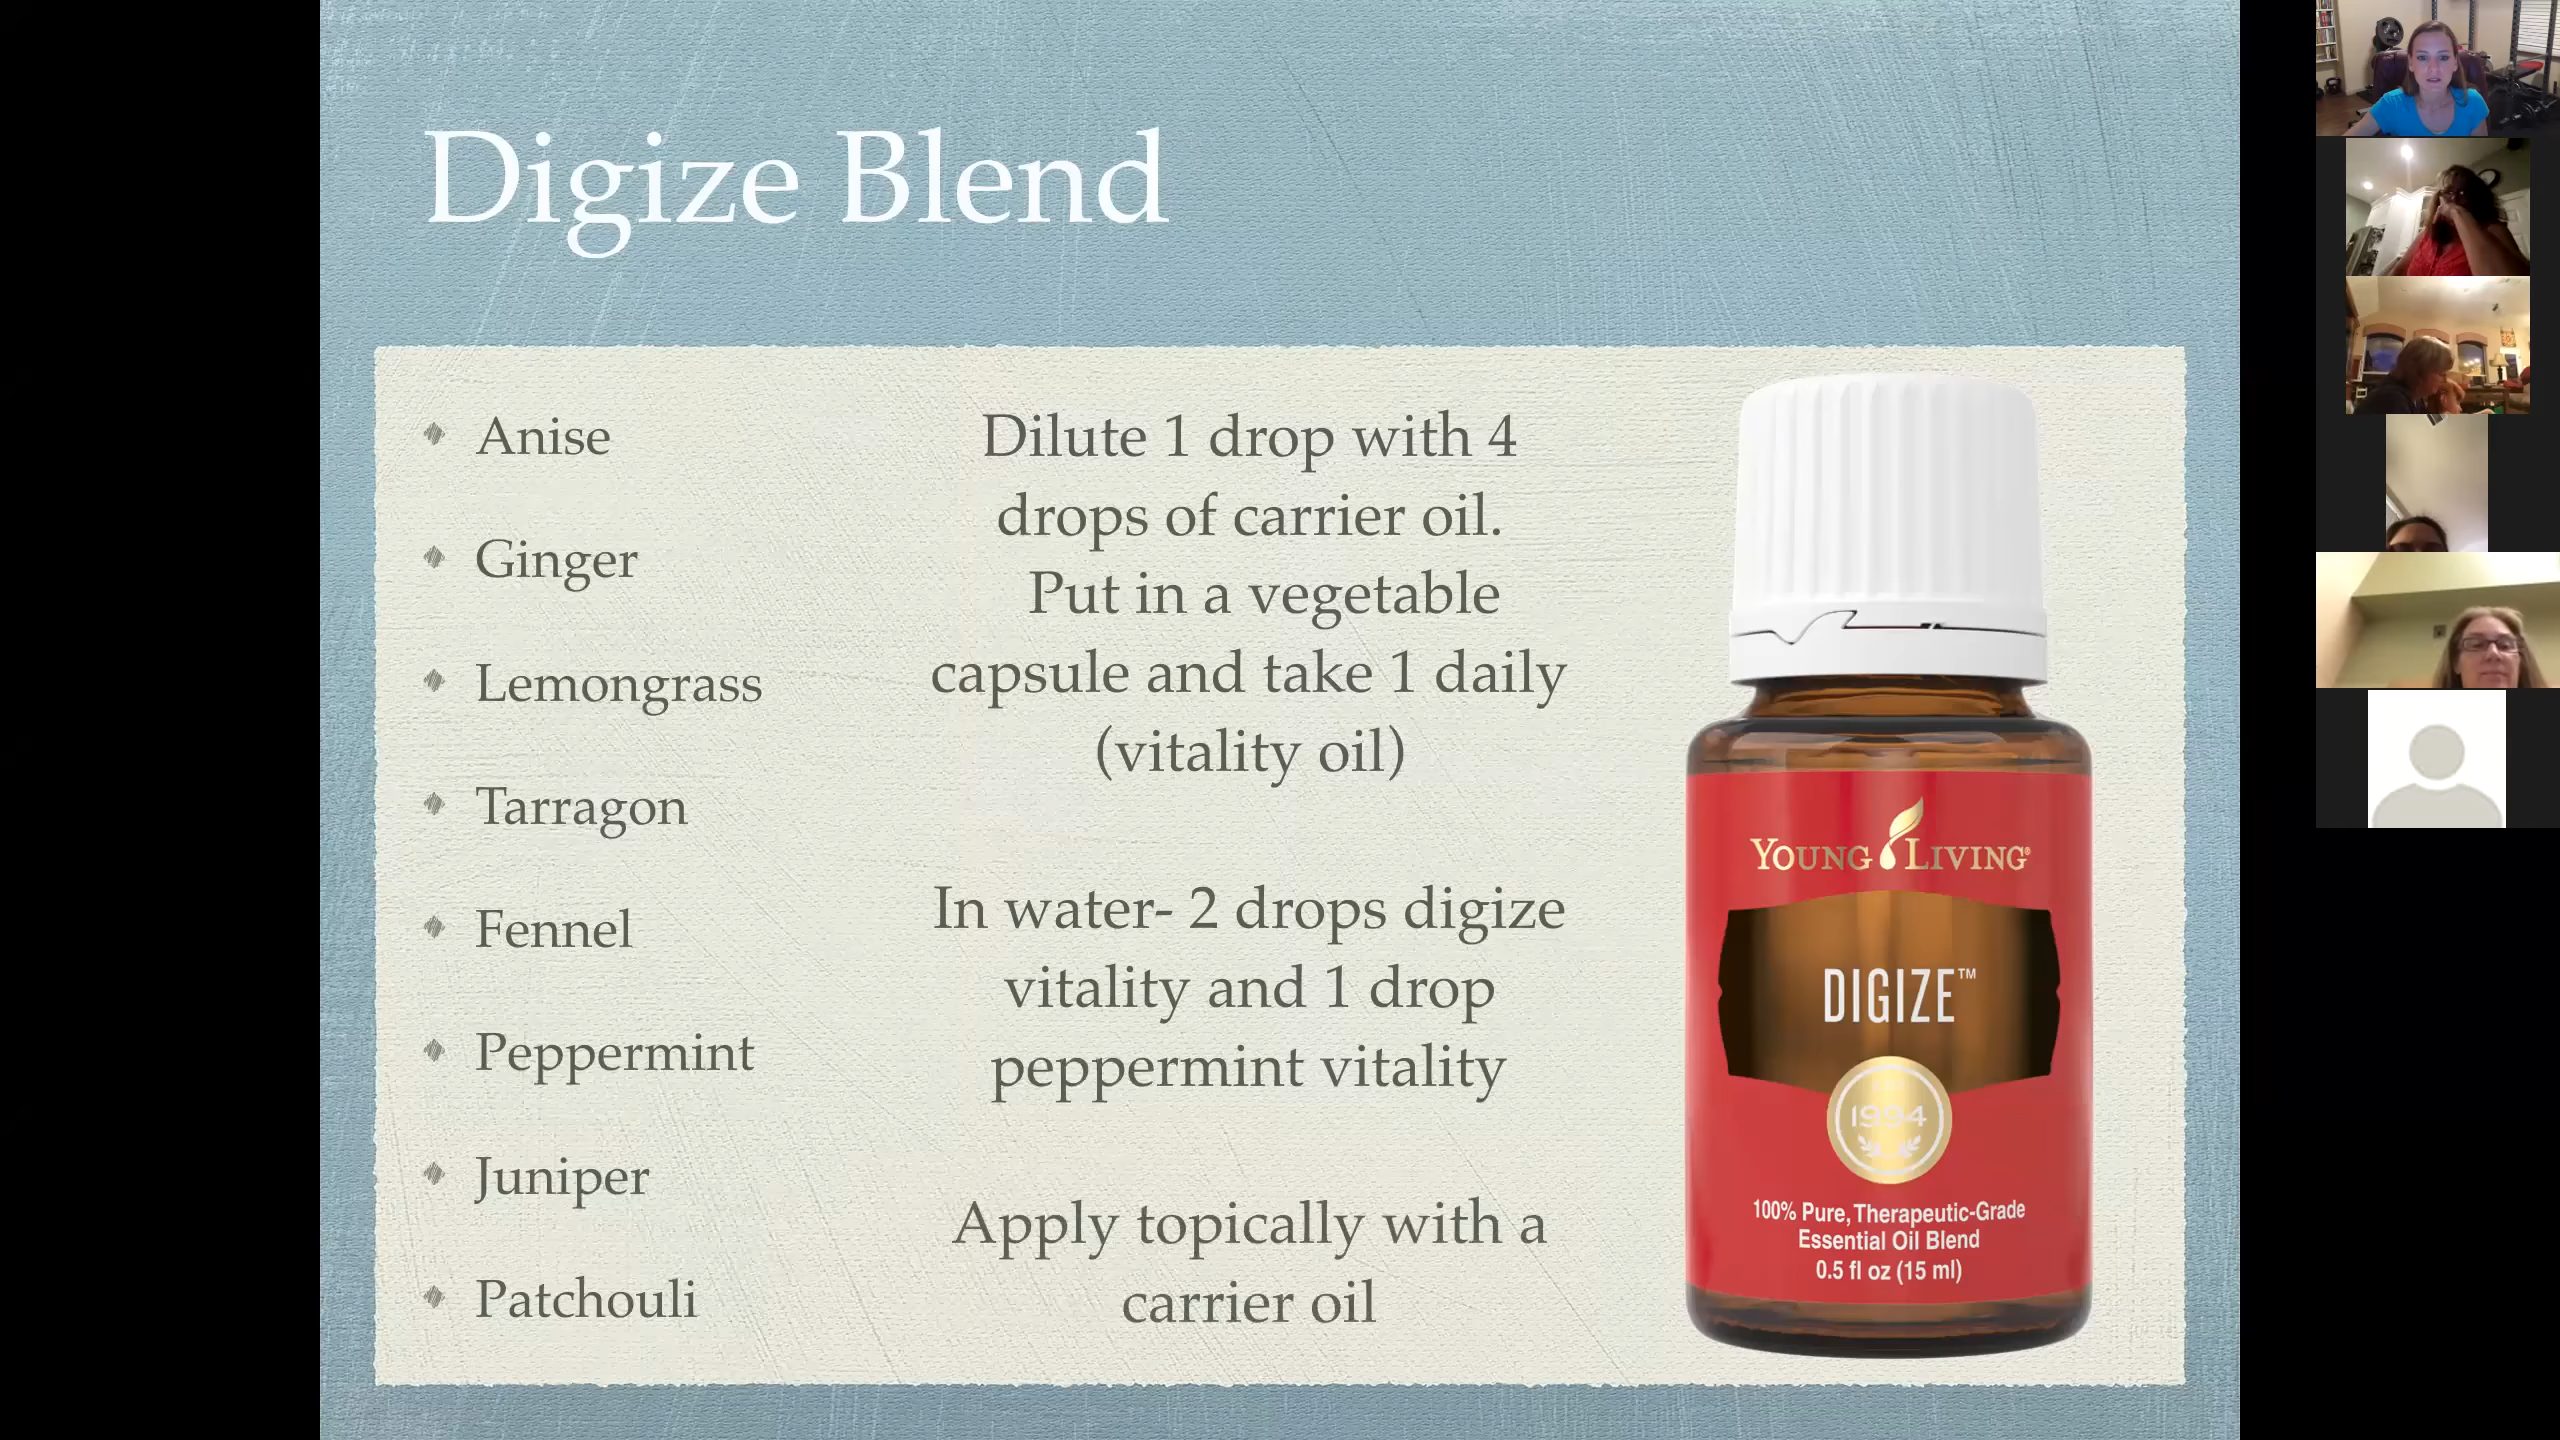 Digize Blend
Anise
Ginger
Lemongrass
Tarragon
Fennel
Peppermint
Juniper
Patchouli
Dilute 1 drop with 4
drops of carrier oil.
Put in a vegetable
capsule and take 1 daily
(vitality oil)
In water- 2 drops digize
vitality and 1 drop
peppermint vitality
Apply topically with a
carrier oil
YOUNG LIVING®
DIGIZE™
1994
100% Pure, Therapeutic-Grade
Essential Oil Blend
0.5 fl oz (15 ml)